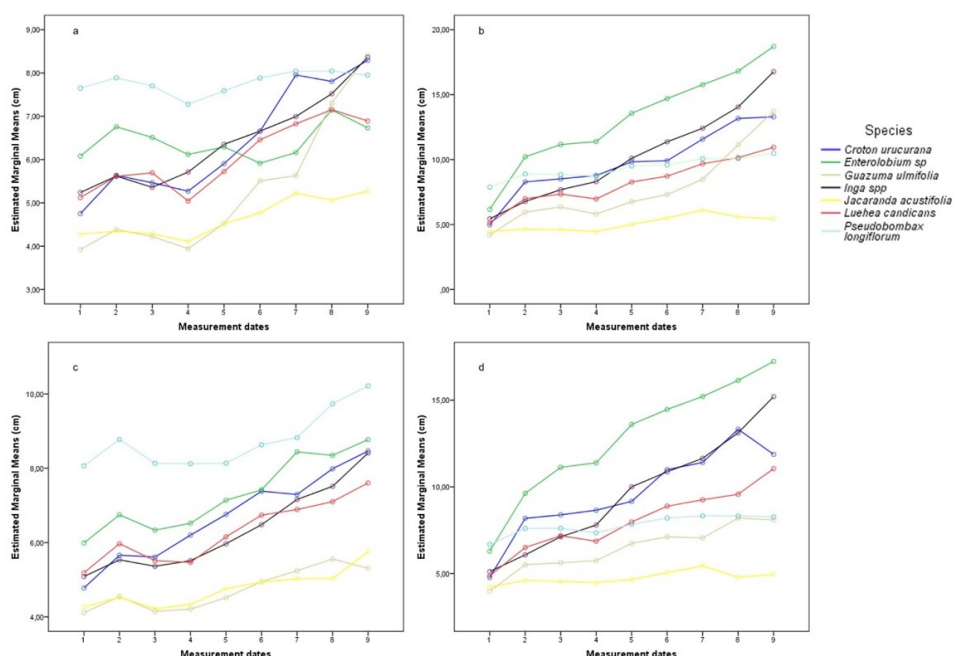 a
9,00
8,00
7,00
6,00
5,00
4,00
3,00
Estimated Marginal Means (cm)
1 2 3 4 5 6 7 8 9
Measurement dates
b
20,00
15,00
10,00
5,00
,00
Estimated Marginal Means (cm)
1 2 3 4 5 6 7 8 9
Measurement dates
Species
Croton urucurana
Enterolobium sp
Guazuma ulmifolia
Inga spp
Jacaranda acustifolia
Luehea candicans
Pseudobombax
longiflorum
c
10,00
8,00
6,00
4,00
Estimated Marginal Means (cm)
1 2 3 4 5 6 7 8 9
Measurement dates
d
15,00
10,00
5,00
Estimated Marginal Means (cm)
1 2 3 4 5 6 7 8 9
Measurement dates